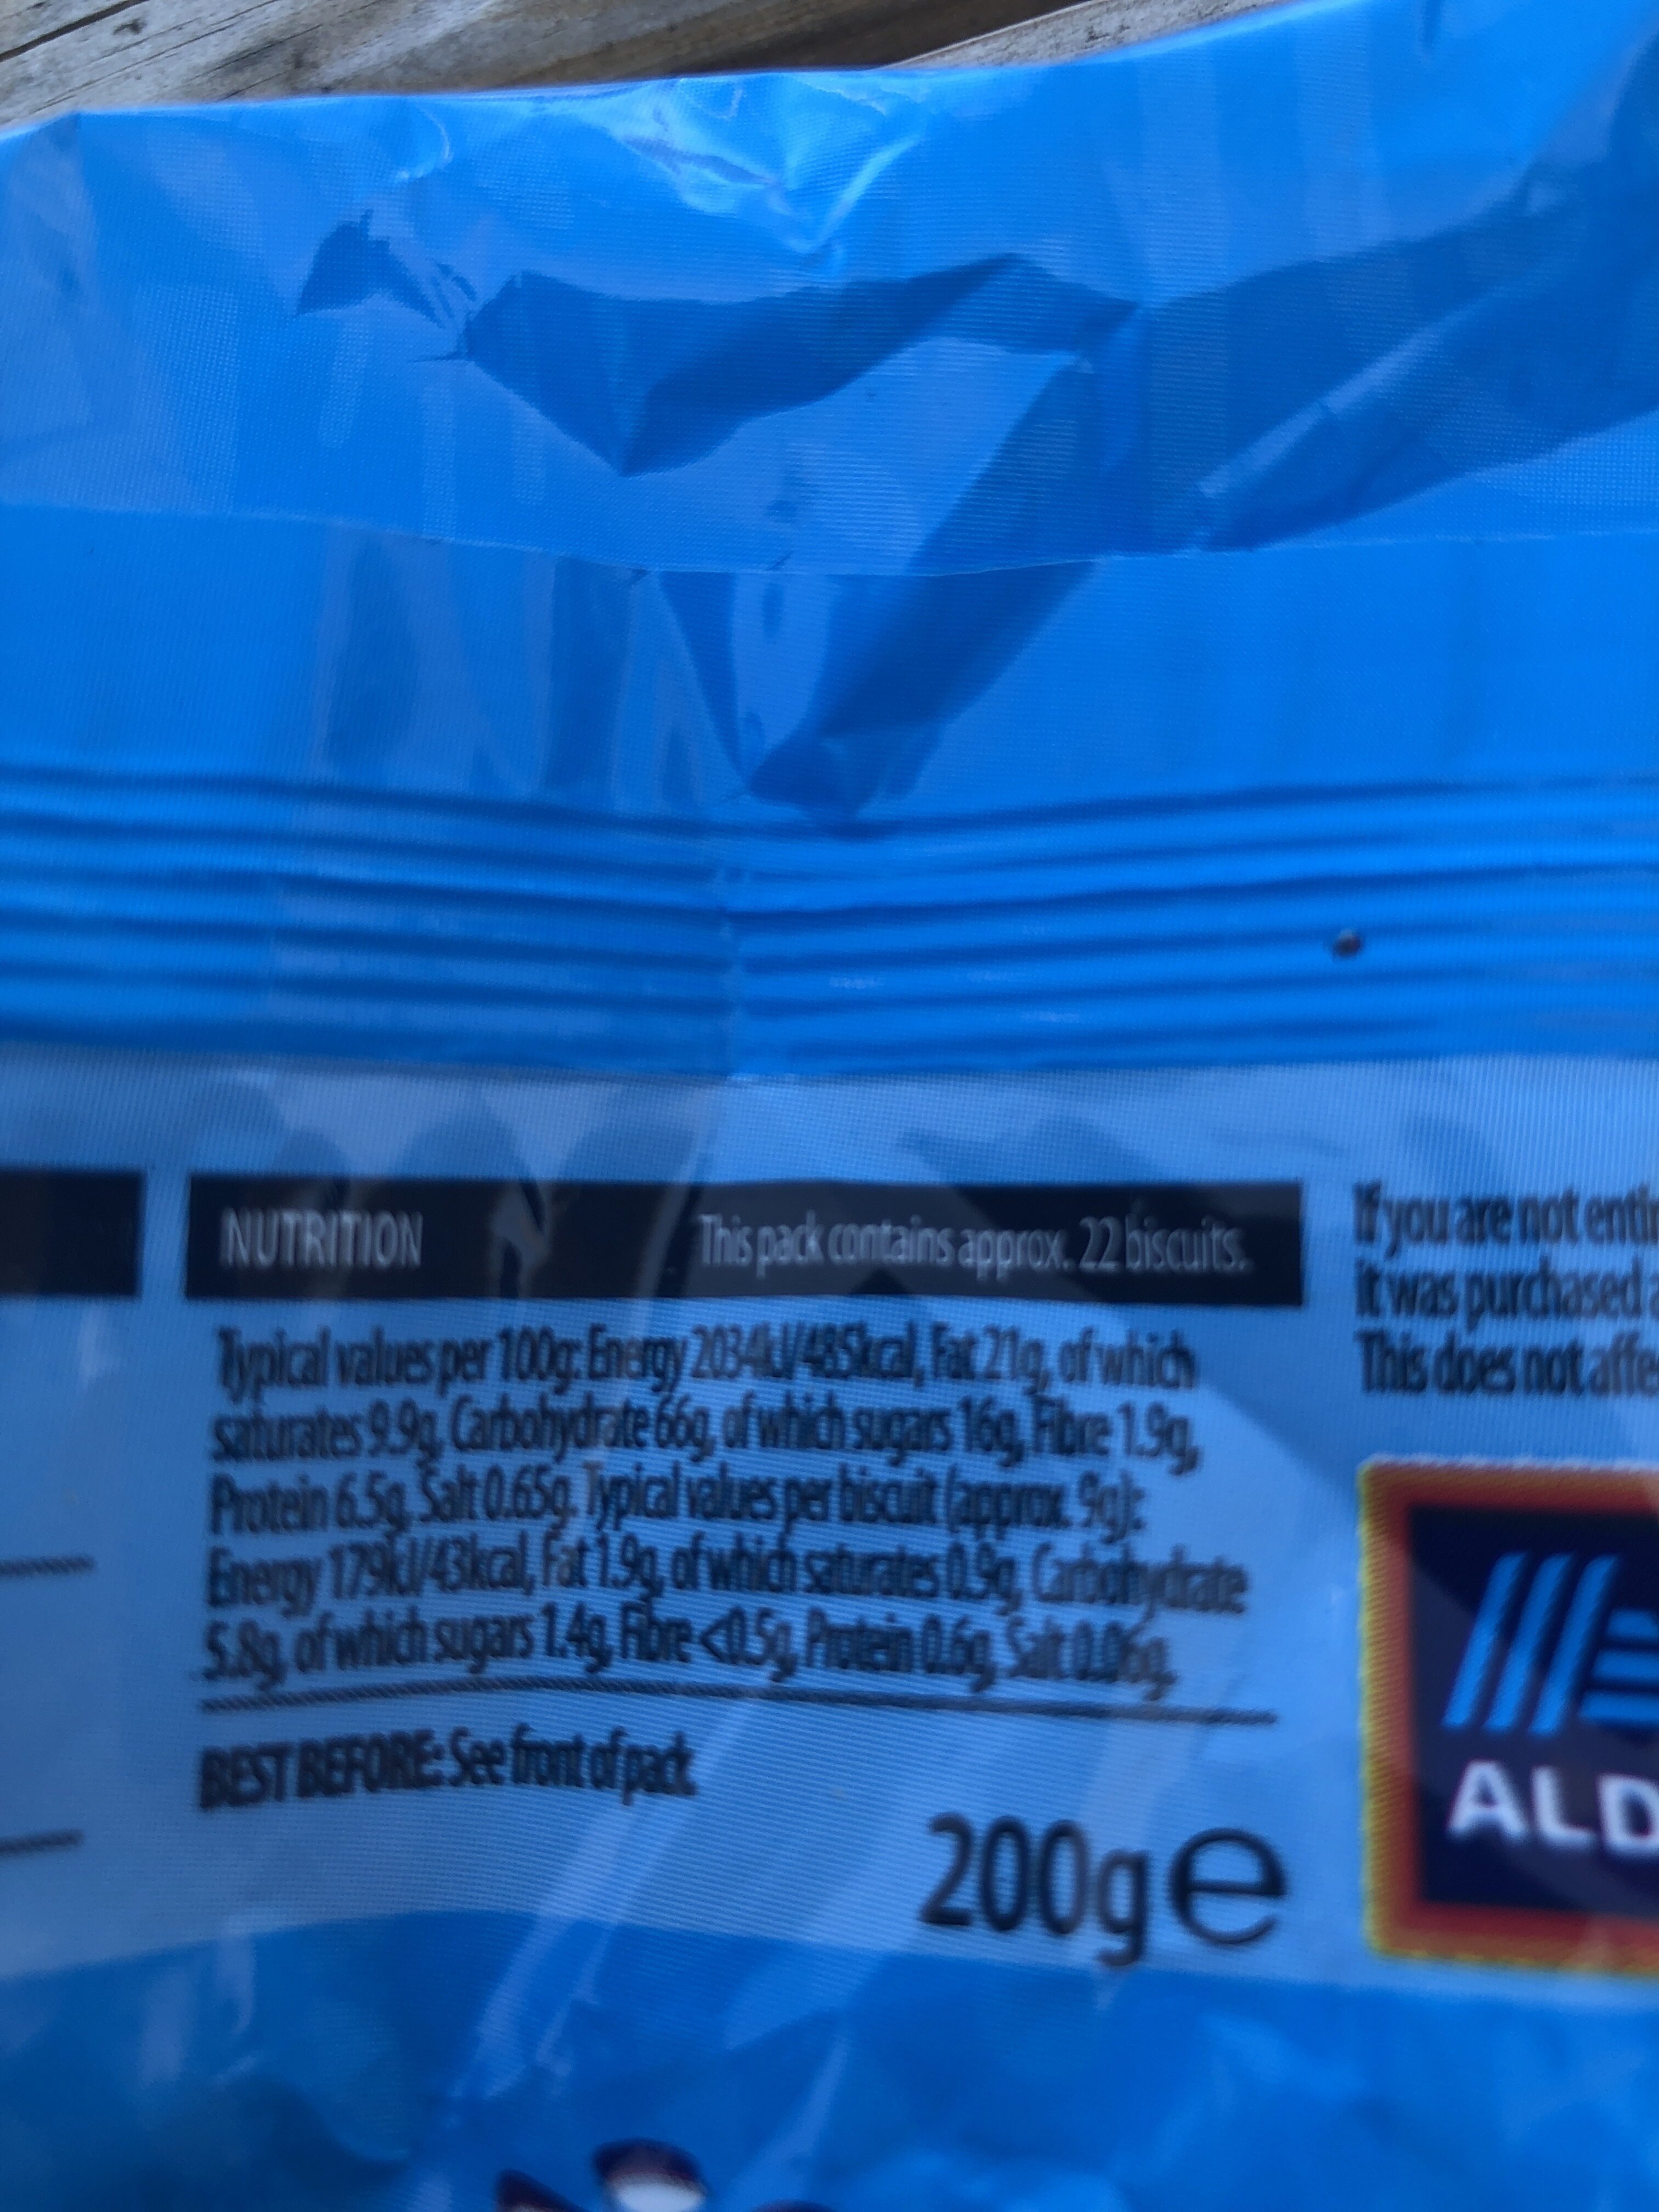 NUTRITION This pack contains approx. 22 biscuits.
Typical values per 100g: Energy 2034kJ/485kcal, Fat 21g, of which
saturates 9.9g, Carbohydrate 66g, of which sugars 16g, Fibre 1.9g,
Protein 6.5g, Salt 0.65g. Typical values per biscuit (approx. 9g):
Energy 179kJ/43kcal, Fat 1.9g, of which saturates 0.9g, Carbohydrate
5.8g, of which sugars 1.4g, Fibre <0.5g, Protein 0.6g, Salt 0.06g.
BEST BEFORE: See front of pack
200g e
If you are not entir
it was purchased a
This does not affe
ALD